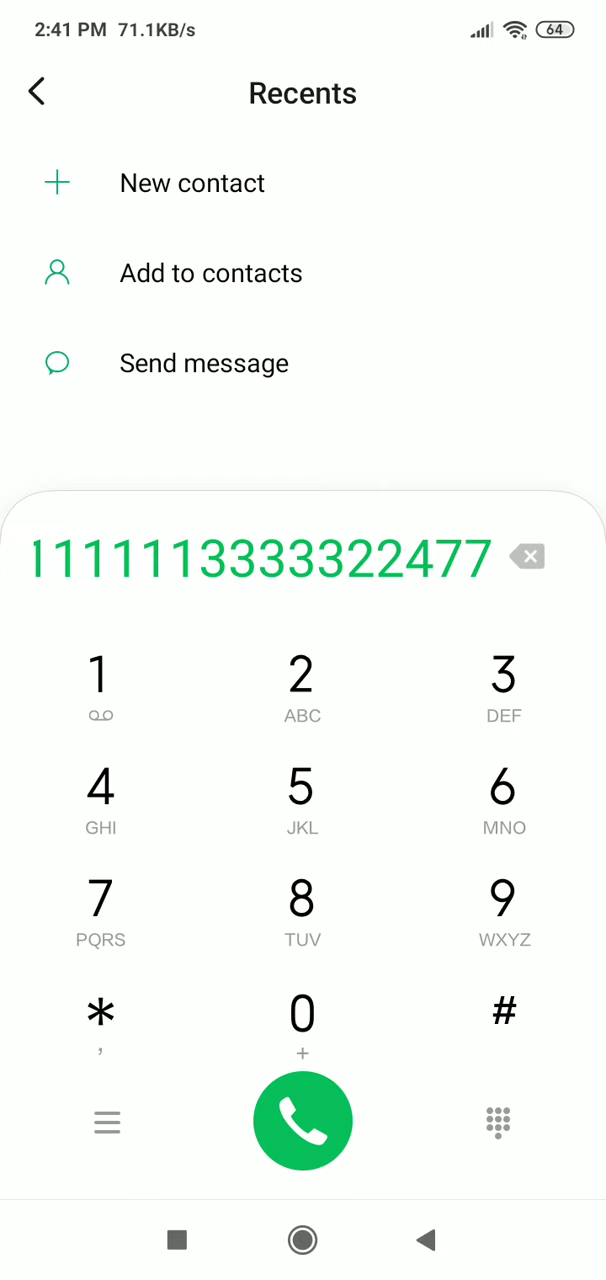 2:41 PM 71.1KB/s 64
Recents
New contact
Add to contacts
Send message
1111113333322477
1 2 3
ABC DEF
4 5 6
GHI JKL MNO
7 8 9
PQRS TUV WXYZ
* 0 #
, +